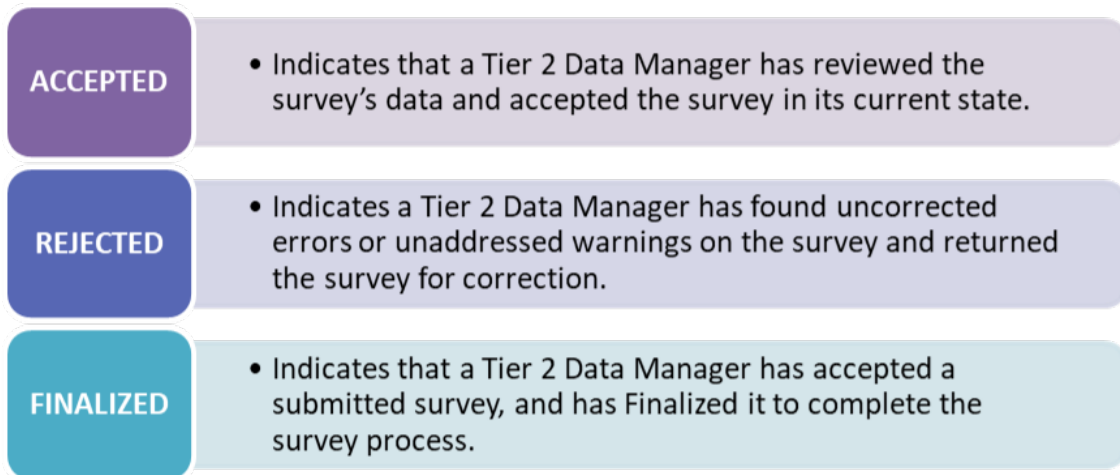 ACCEPTED
• Indicates that a Tier 2 Data Manager has reviewed the
survey’s data and accepted the survey in its current state.
REJECTED
• Indicates a Tier 2 Data Manager has found uncorrected
errors or unaddressed warnings on the survey and returned
the survey for correction.
FINALIZED
• Indicates that a Tier 2 Data Manager has accepted a
submitted survey, and has Finalized it to complete the
survey process.